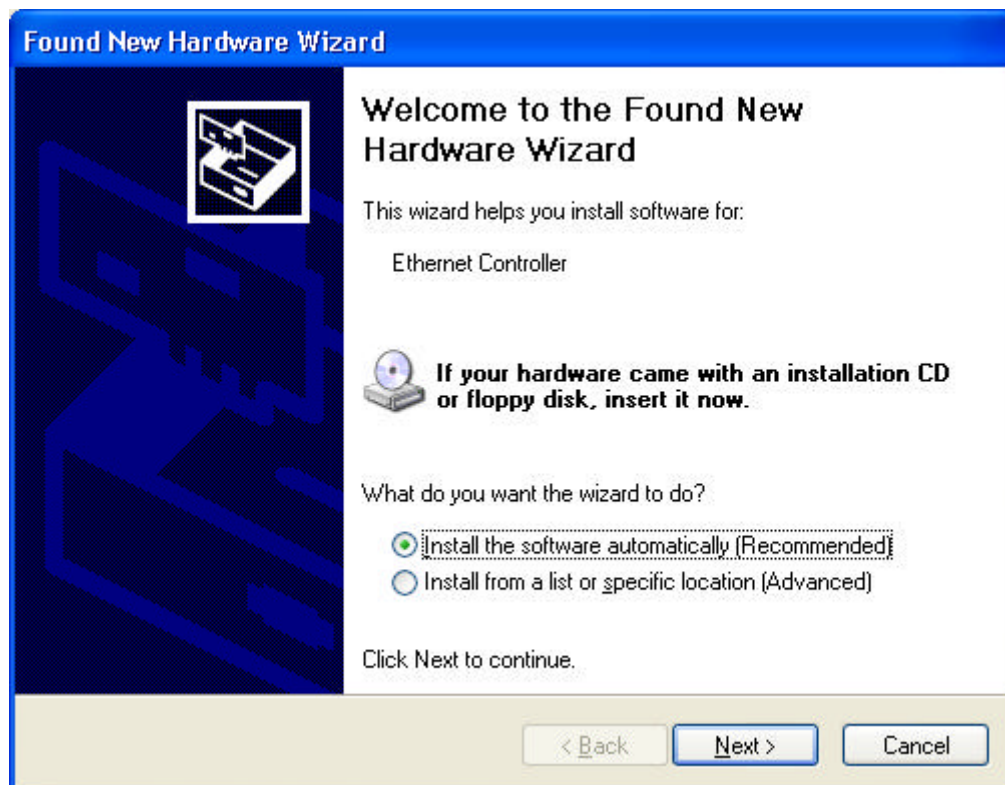 Found New Hardware Wizard
Welcome to the Found New
Hardware Wizard
This wizard helps you install software for:
Ethernet Controller
If your hardware came with an installation CD
or floppy disk, insert it now.
What do you want the wizard to do?
Install the software automatically (Recommended)
Install from a list or specific location (Advanced)
Click Next to continue.
< Back Next > Cancel